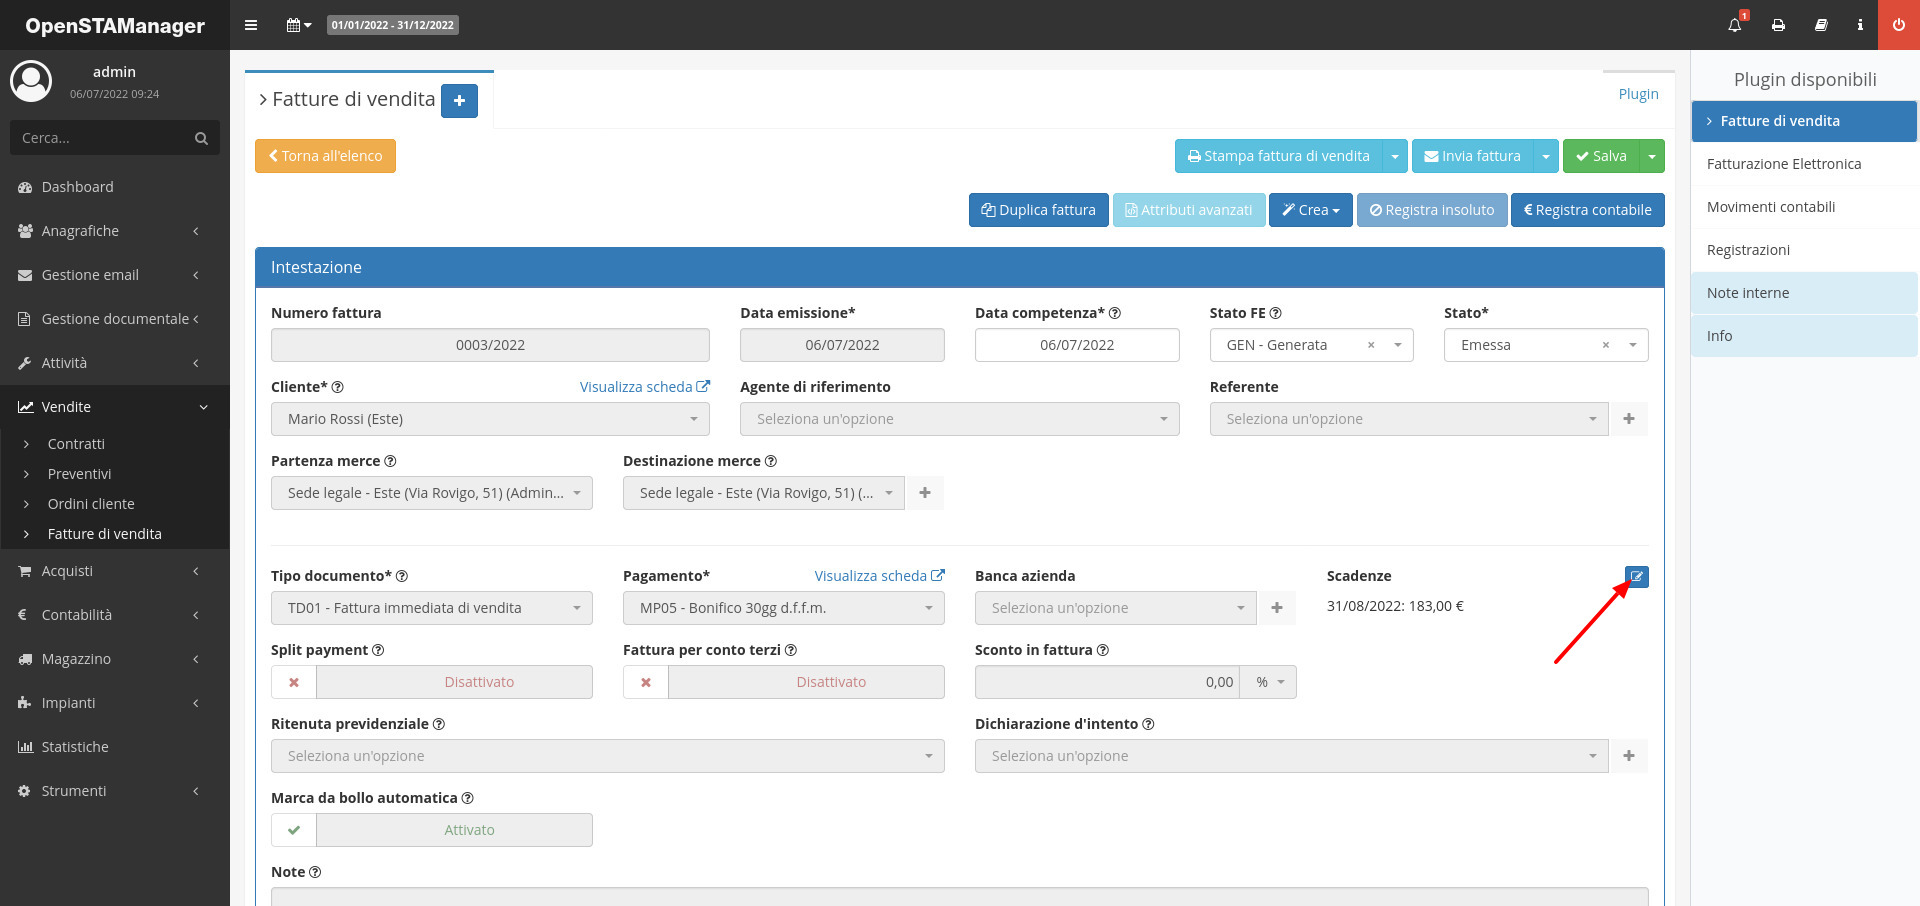 OpenSTAManager
01/01/2022 - 31/12/2022
1
admin
06/07/2022 09:24
Cerca...
Dashboard
Anagrafiche
Gestione email
Gestione documentale
Attività
Vendite
Contratti
Preventivi
Ordini cliente
Fatture di vendita
Acquisti
Contabilità
Magazzino
Impianti
Statistiche
Strumenti
Fatture di vendita
Plugin
Torna all'elenco
Stampa fattura di vendita
Invia fattura
Salva
Duplica fattura
Attributi avanzati
Crea
Registra insoluto
Registra contabile
Intestazione
Numero fattura
Data emissione*
Data competenza*
Stato FE
Stato*
0003/2022
06/07/2022
06/07/2022
GEN - Generata
×
Emessa
×
Cliente*
Visualizza scheda
Agente di riferimento
Referente
Mario Rossi (Este)
Seleziona un'opzione
Seleziona un'opzione
Partenza merce
Destinazione merce
Sede legale - Este (Via Rovigo, 51) (Admin...
Sede legale - Este (Via Rovigo, 51) (...
Tipo documento*
Pagamento*
Visualizza scheda
Banca azienda
Scadenze
TD01 - Fattura immediata di vendita
MP05 - Bonifico 30gg d.f.f.m.
Seleziona un'opzione
31/08/2022: 183,00 €
Split payment
Fattura per conto terzi
Sconto in fattura
Disattivato
Disattivato
0,00
%
Ritenuta previdenziale
Dichiarazione d'intento
Seleziona un'opzione
Seleziona un'opzione
Marca da bollo automatica
Attivato
Note
Plugin disponibili
Fatture di vendita
Fatturazione Elettronica
Movimenti contabili
Registrazioni
Note interne
Info